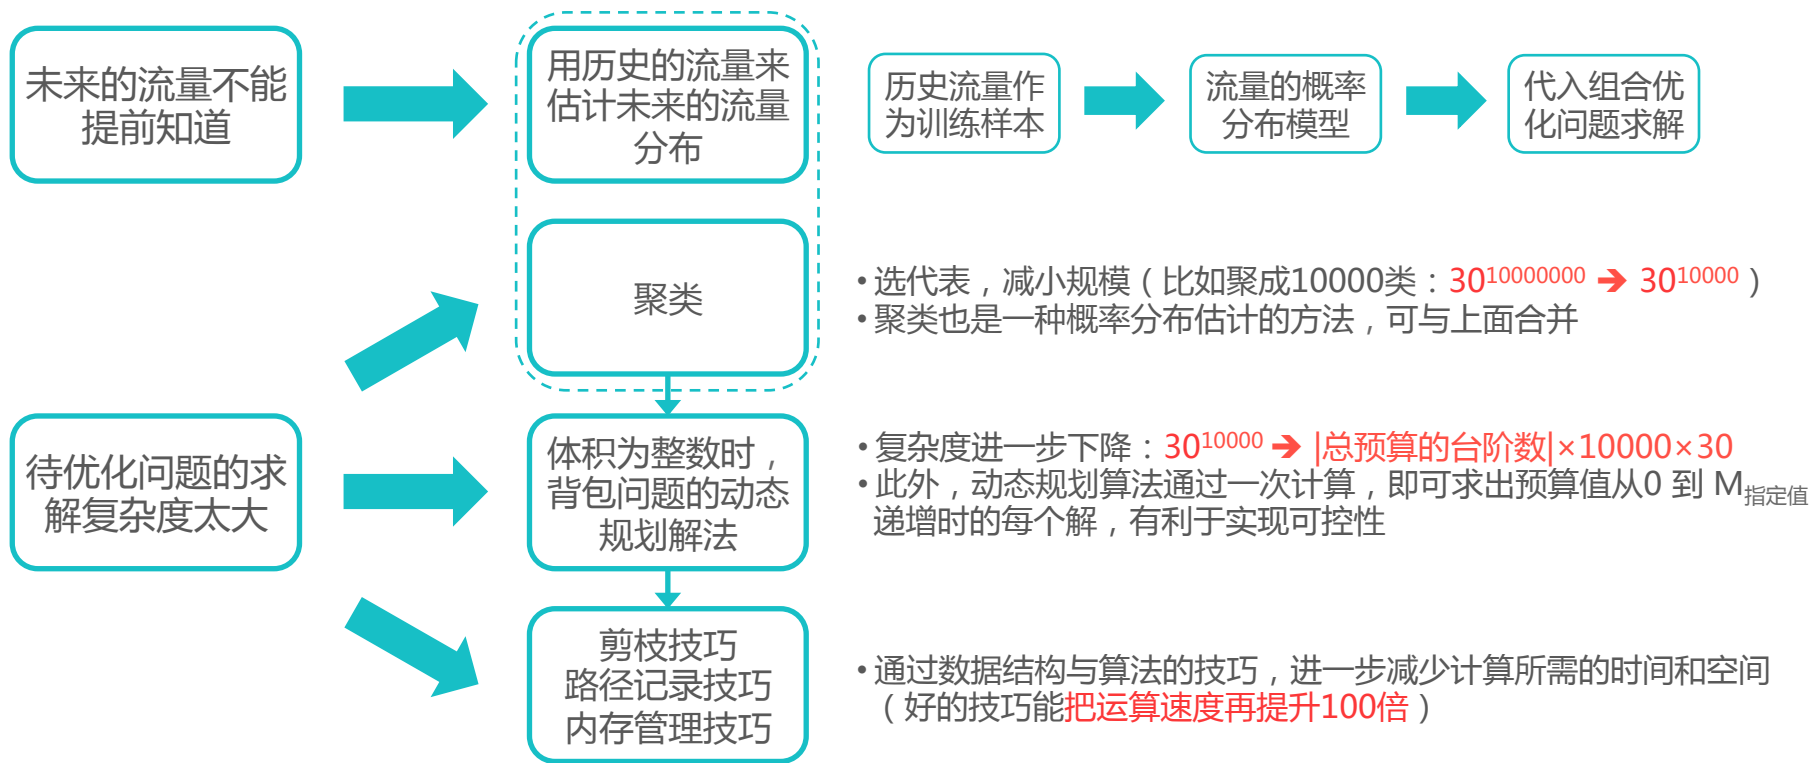 未来的流量不能
提前知道
用历史的流量来
估计未来的流量
分布
历史流量作
为训练样本
流量的概率
分布模型
代入组合优
化问题求解
聚类
•选代表，减小规模（比如聚成10000类：30^10000000 ➔ 30^10000）
•聚类也是一种概率分布估计的方法，可与上面合并
待优化问题的求
解复杂度太大
体积为整数时，
背包问题的动态
规划解法
•复杂度进一步下降：30^10000 ➔ |总预算的台阶数|×10000×30
•此外，动态规划算法通过一次计算，即可求出预算值从0 到 M指定值
递增时的每个解，有利于实现可控性
剪枝技巧
路径记录技巧
内存管理技巧
•通过数据结构与算法的技巧，进一步减少计算所需的时间和空间
（好的技巧能把运算速度再提升100倍）